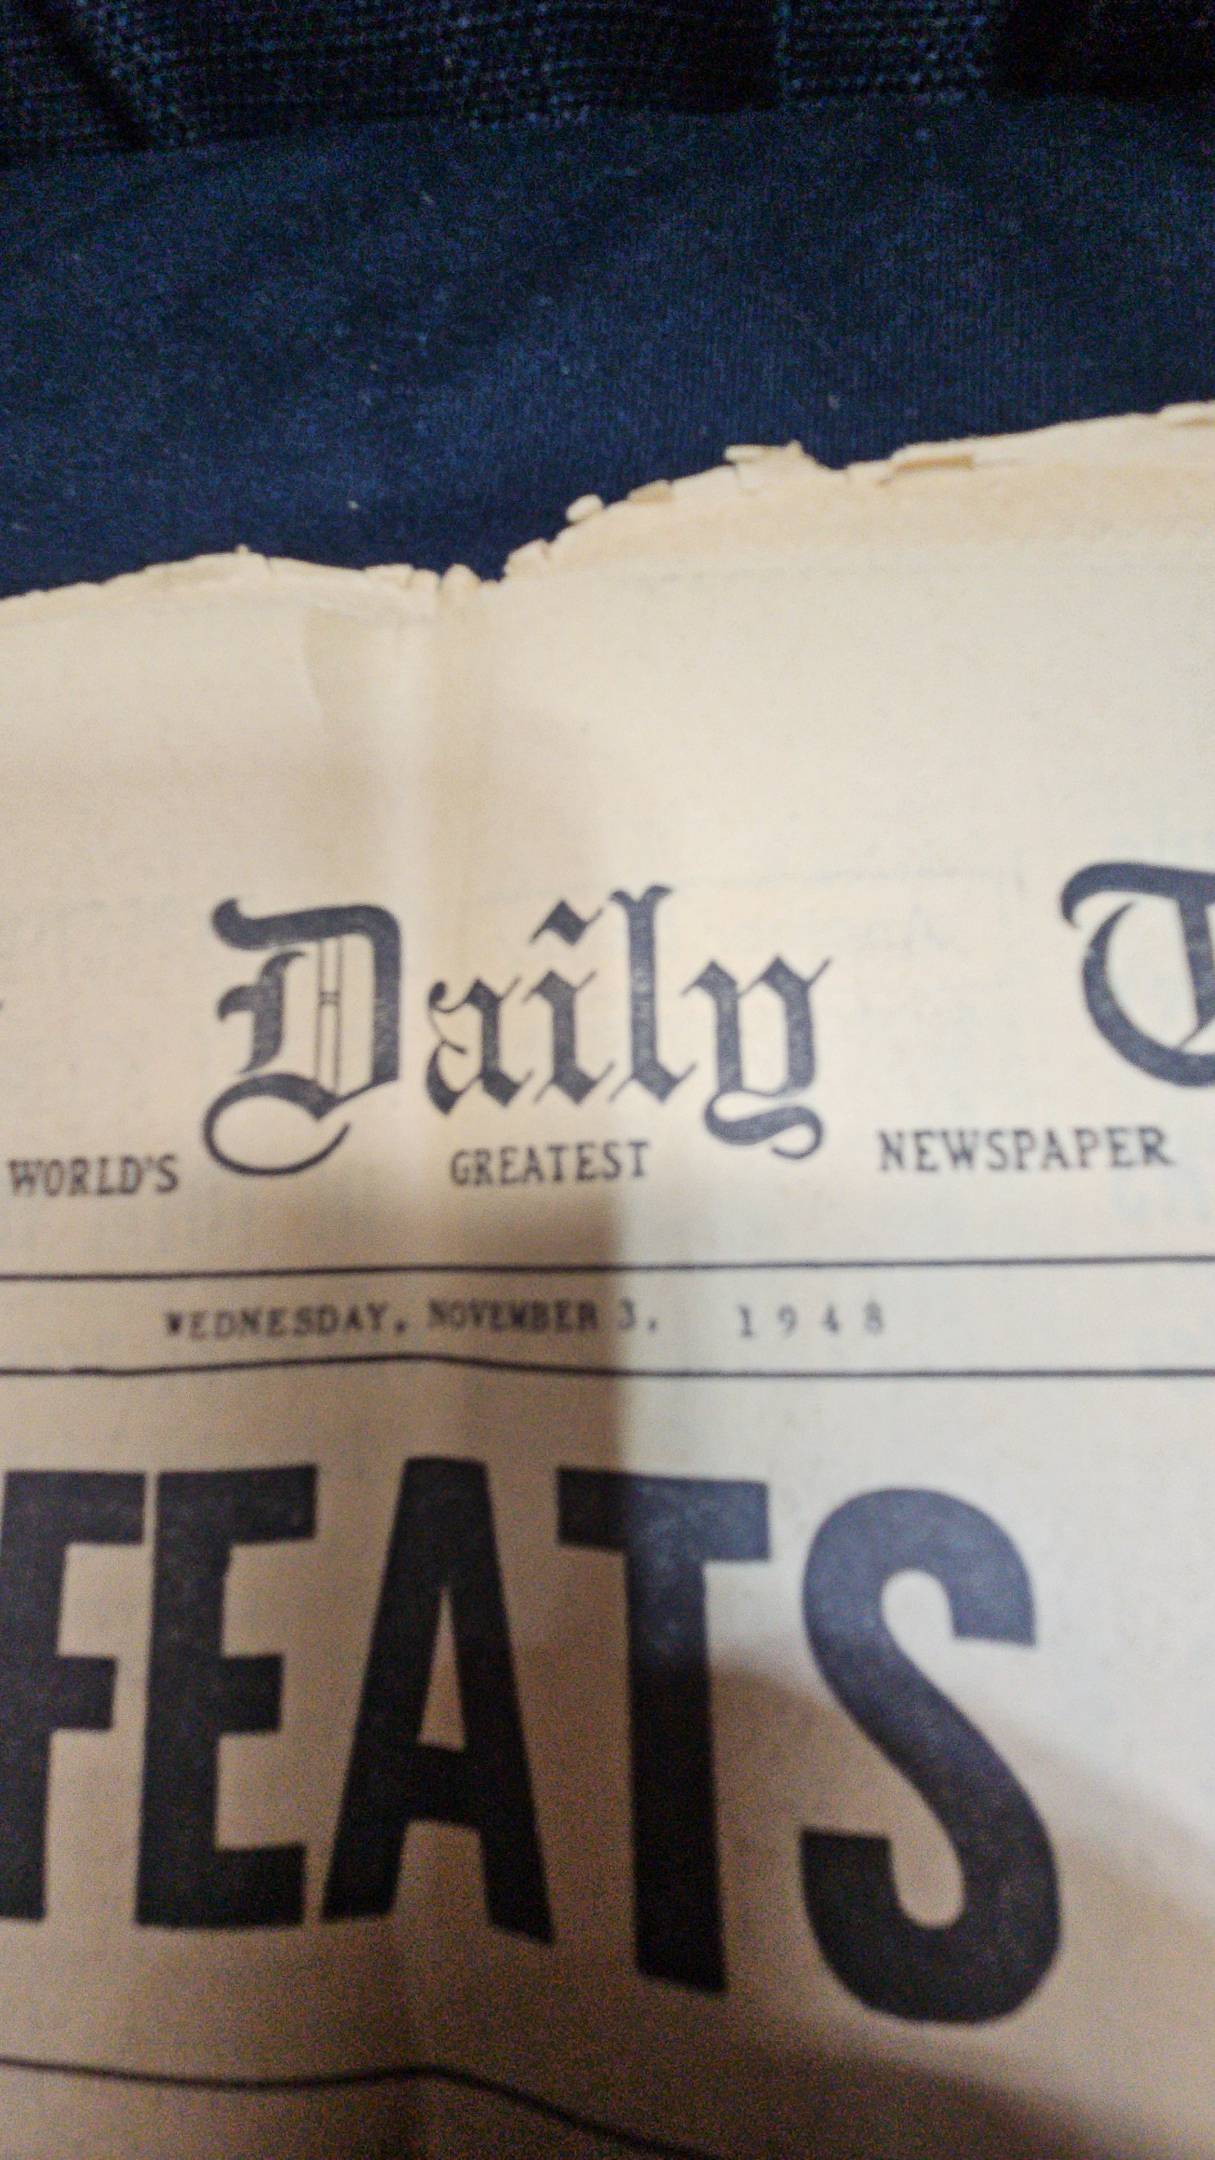 Daily T
WORLD'S GREATEST NEWSPAPER
WEDNESDAY, NOVEMBER 3, 1948
FEATS